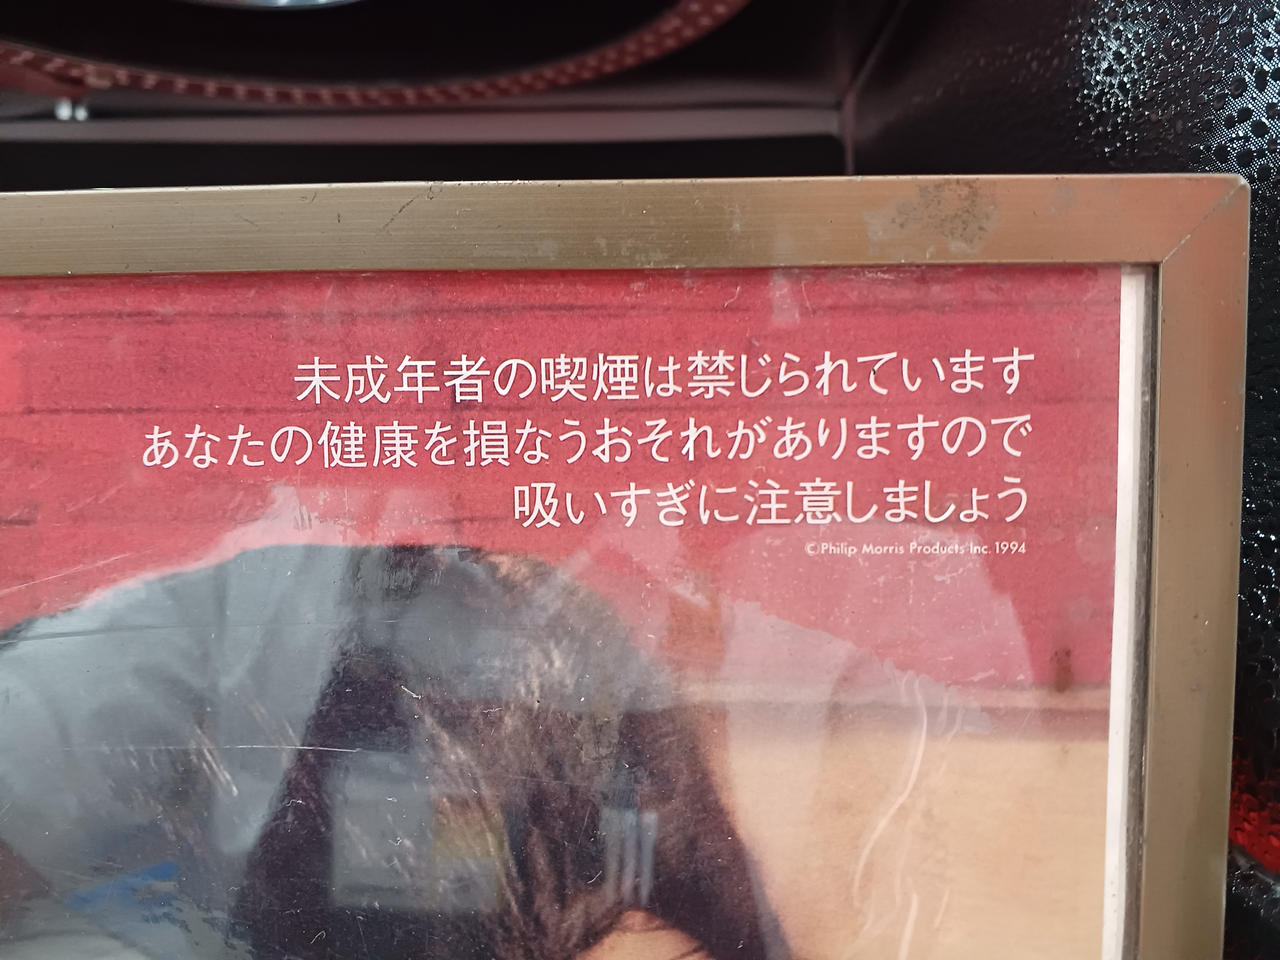 未成年者の喫煙は禁じられています
あなたの健康を損なうおそれがありますので
吸いすぎに注意しましょう
©Philip Morris Products Inc. 1994